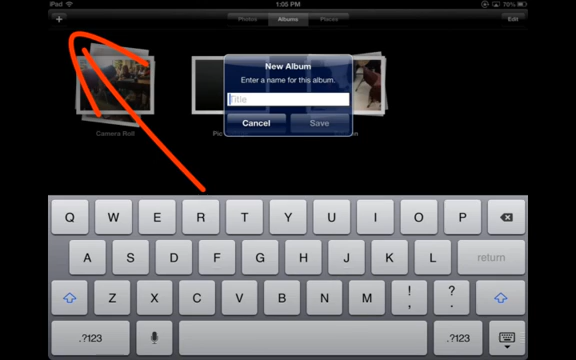 iPod 1:05 PM 70%
+ Photos Albums Places Edit
New Album
Enter a name for this album.
Title
Cancel Save
Camera Roll
Q W E R T Y U I O P
A S D F G H J K L return
Z X C V B N M ! , ? .
.?123 .?123